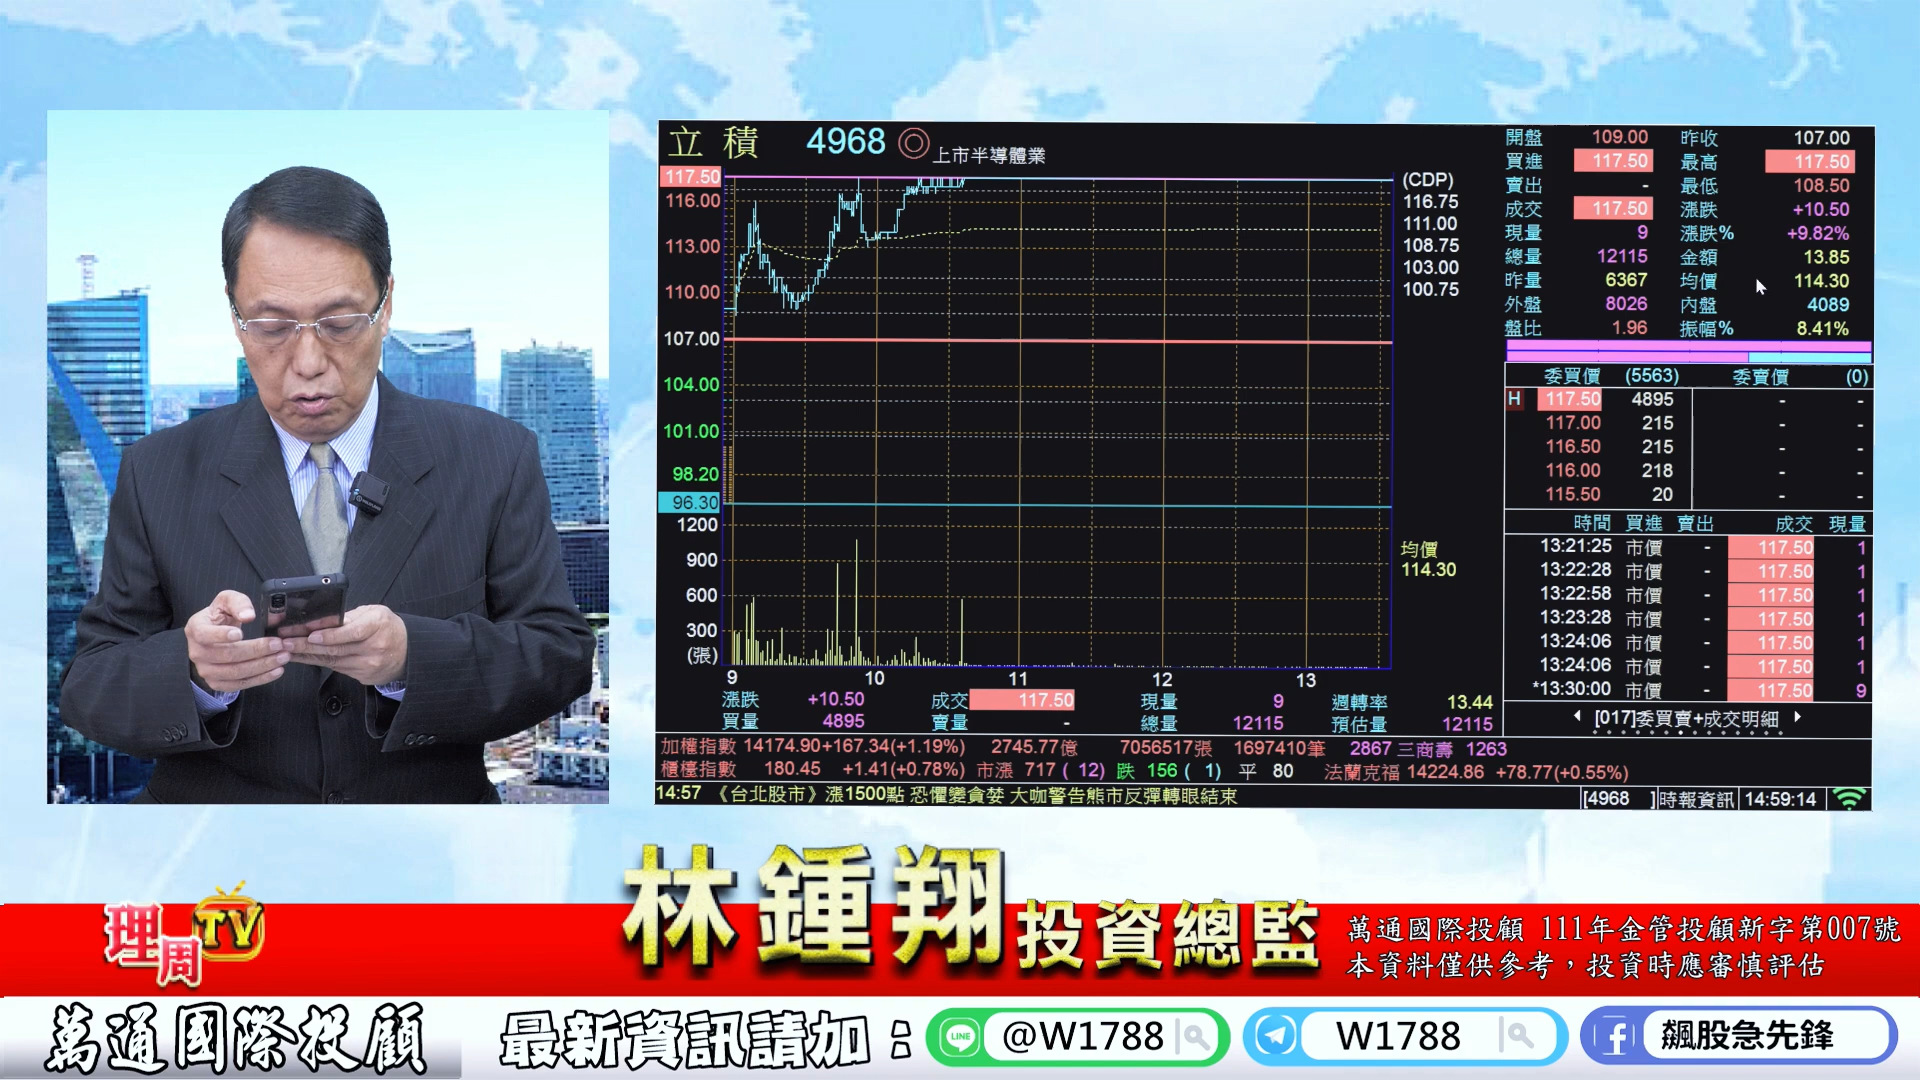 立積 4968 ◎ 上市半導體業
117.50
116.00
113.00
110.00
107.00
104.00
101.00
98.20
96.30
1200
900
600
300
(張)
9 10 11 12 13
(CDP)
116.75
111.00
108.75
103.00
100.75
均價
114.30
漲跌 +10.50 成交 117.50 現量 9 週轉率 13.44
買量 4895 賣量 - 總量 12115 預估量 12115
開盤 109.00 昨收 107.00
買進 117.50 最高 117.50
賣出 - 最低 108.50
成交 117.50 漲跌 +10.50
現量 9 漲跌% +9.82%
總量 12115 金額 13.85
昨量 6367 均價 114.30
外盤 8026 內盤 4089
盤比 1.96 振幅% 8.41%
委買價 (5563) 委賣價 (0)
H 117.50 4895 - -
117.00 215 - -
116.50 215 - -
116.00 218 - -
115.50 20 - -
時間 買進 賣出 成交 現量
13:21:25 市價 - 117.50 1
13:22:28 市價 - 117.50 1
13:22:58 市價 - 117.50 1
13:23:28 市價 - 117.50 1
13:24:06 市價 - 117.50 1
13:24:06 市價 - 117.50 1
*13:30:00 市價 - 117.50 9
[017]委買賣+成交明細
加權指數 14174.90+167.34(+1.19%) 2745.77億 7056517張 1697410筆 2867 三商壽 1263
櫃檯指數 180.45 +1.41(+0.78%) 市漲 717 ( 12) 跌 156 ( 1) 平 80 法蘭克福 14224.86 +78.77(+0.55%)
14:57 《台北股市》漲1500點 恐懼變貪婪 大咖警告熊市反彈轉眼結束
[4968 ] 時報資訊 14:59:14
理周TV
林鍾翔 投資總監
萬通國際投顧 111年金管投顧新字第007號
本資料僅供參考，投資時應審慎評估
萬通國際投顧
最新資訊請加：
LINE @W1788
W1788
f 飆股急先鋒